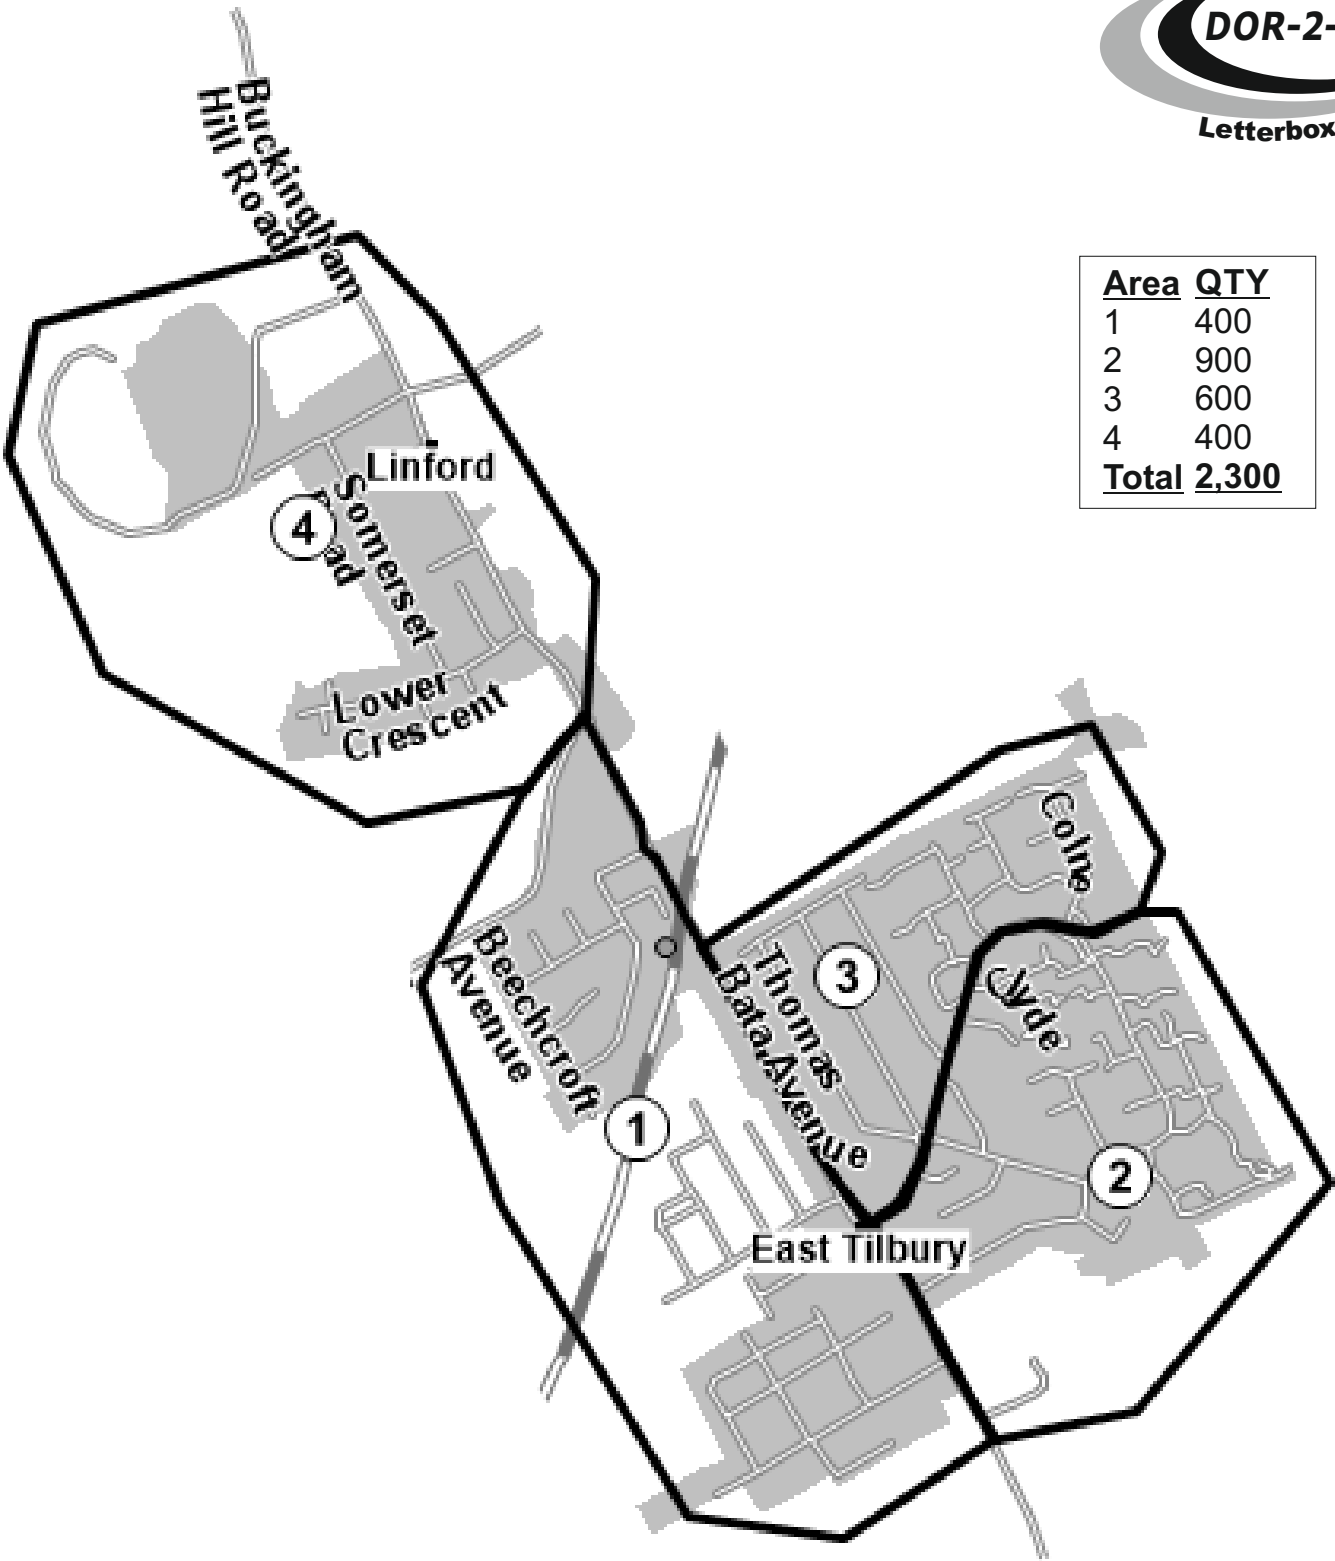 DOR-2-
Letterbox
Buckingham
Hill Road
Area QTY
1 400
2 900
3 600
4 400
Total 2,300
Linford
Somerset
4
Lower
Crescent
Colne
Beechcroft
Avenue
Thomas
Bata Avenue
3
Clyde
1
2
East Tilbury